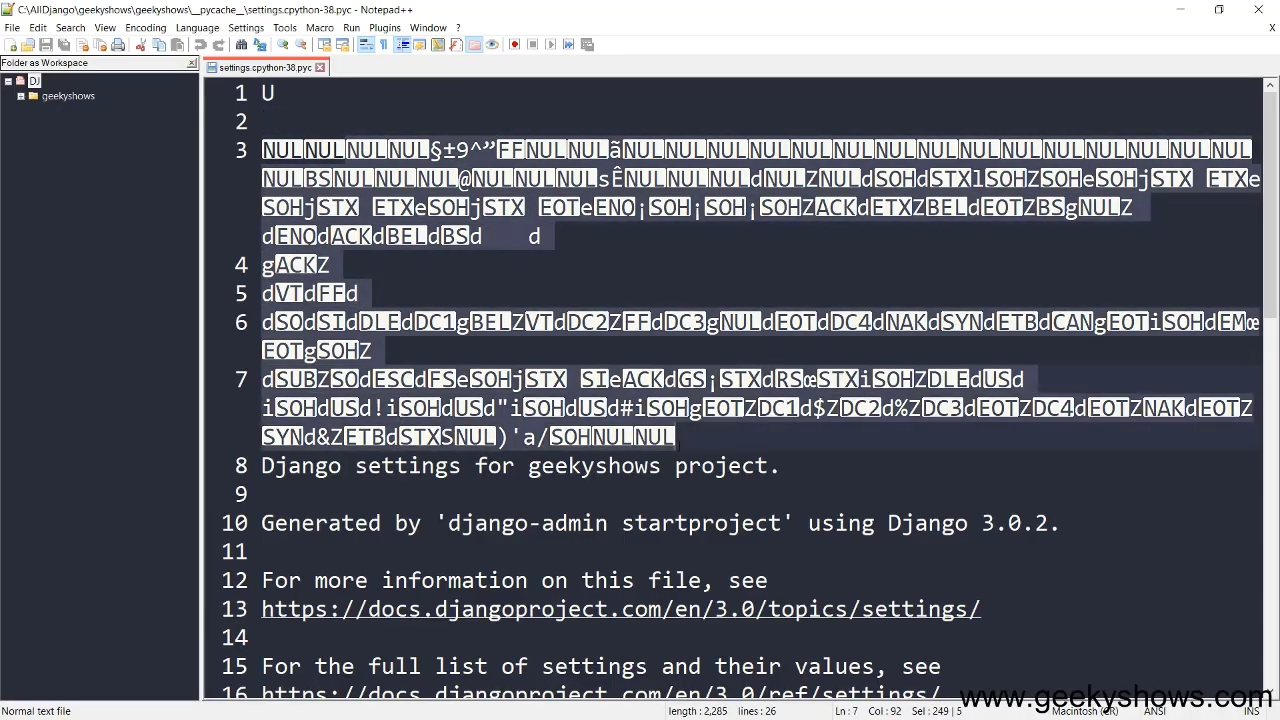 C:\AllDjango\geekyshows\geekyshows\__pycache__\settings.cpython-38.pyc - Notepad++
File Edit Search View Encoding Language Settings Tools Macro Run Plugins Window ? X
Folder as Workspace
settings.cpython-38.pyc
DJ
geekyshows
1 U
2
3 NULNULNULNUL§±9^”FFNULNULãNULNULNULNULNULNULNULNULNULNULNULNULNULNULNUL
NULBSNULNULNUL@NULNULNULsÊNULNULNULdNULZNULdSOHdSTXlSOHZSOHeSOHjSTX ETXe
SOHjSTX ETXeSOHjSTX EOTeENQ¡SOH¡SOH¡SOHZACKdETXZBELdEOTZBSgNULZ
dENQdACKdBELdBSd d
4 gACKZ
5 dVTdFFd
6 dSOdSIdDLEdDC1gBELZVTdDC2ZFFdDC3gNULdEOTdDC4dNAKdSYNdETBdCANgEOTiSOHdEMœ
EOTgSOHZ
7 dSUBZSOdESCdFSeSOHjSTX SIeACKdGS¡STXdRSœSTXiSOHZDLEdUSd
iSOHdUSd!iSOHdUSd"iSOHdUSd#iSOHgEOTZDC1d$ZDC2d%ZDC3dEOTZDC4dEOTZNAKdEOTZ
SYNd&ZETBdSTXSNUL)'a/SOHNULNUL
8 Django settings for geekyshows project.
9
10 Generated by 'django-admin startproject' using Django 3.0.2.
11
12 For more information on this file, see
13 https://docs.djangoproject.com/en/3.0/topics/settings/
14
15 For the full list of settings and their values, see
16 https://docs.djangoproject.com/en/3.0/ref/settings/
www.geekyshows.com
Normal text file length : 2,285 lines : 26 Ln : 7 Col : 92 Sel : 249 | 5 Macintosh (CR) ANSI INS